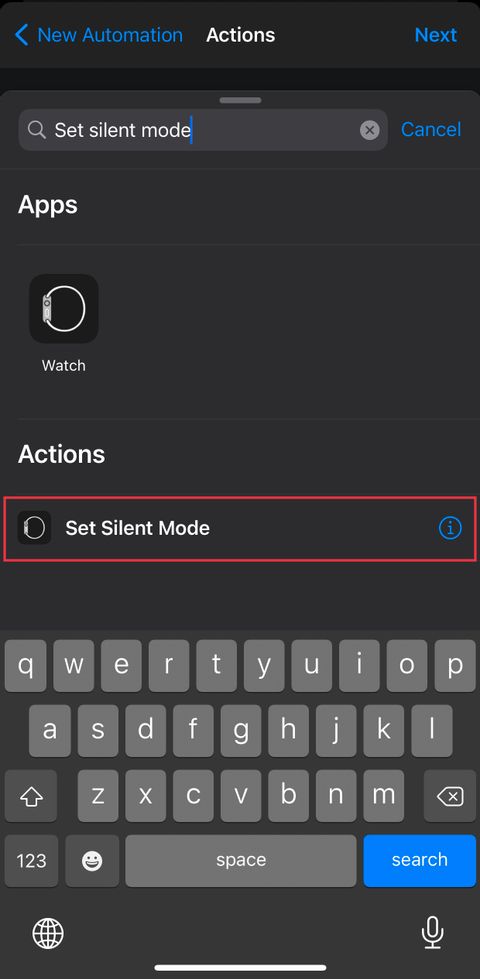 New Automation Actions Next
Set silent mode Cancel
Apps
Watch
Actions
Set Silent Mode
q w e r t y u i o p
a s d f g h j k l
z x c v b n m
123 space search